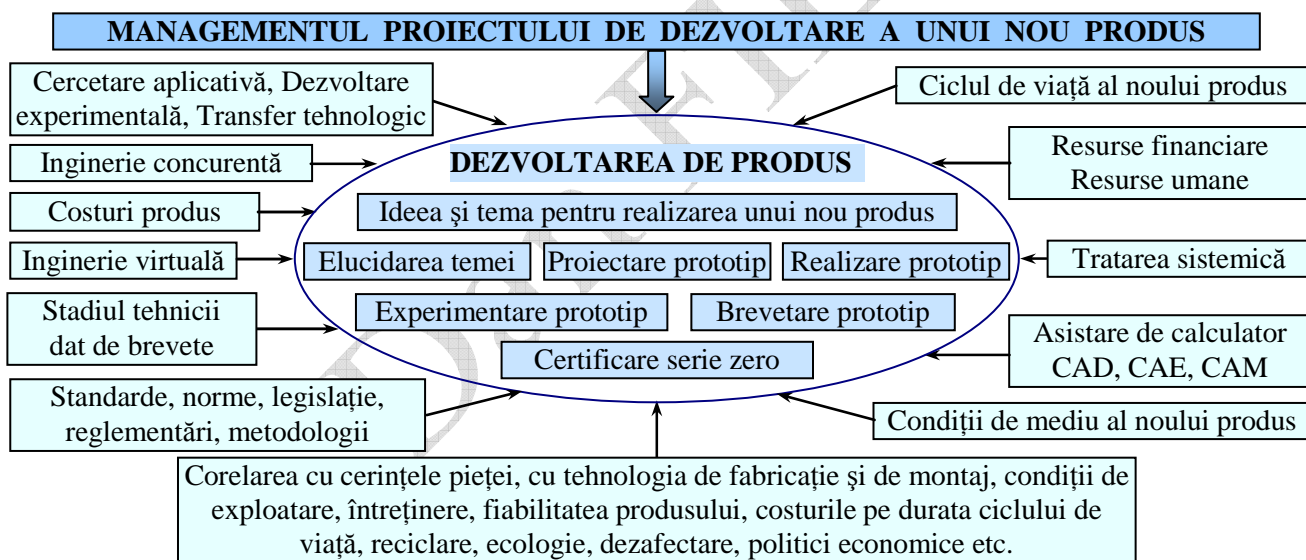 MANAGEMENTUL PROIECTULUI DE DEZVOLTARE A UNUI NOU PRODUS
Cercetare aplicativă, Dezvoltare
experimentală, Transfer tehnologic
Inginerie concurentă
Costuri produs
Inginerie virtuală
Stadiul tehnicii
dat de brevete
Standarde, norme, legislație,
reglementări, metodologii
DEZVOLTAREA DE PRODUS
Ideea şi tema pentru realizarea unui nou produs
Elucidarea temei
Proiectare prototip
Realizare prototip
Experimentare prototip
Brevetare prototip
Certificare serie zero
Ciclul de viață al noului produs
Resurse financiare
Resurse umane
Tratarea sistemică
Asistare de calculator
CAD, CAE, CAM
Condiții de mediu al noului produs
Corelarea cu cerințele pieței, cu tehnologia de fabricație şi de montaj, condiții de
exploatare, întreținere, fiabilitatea produsului, costurile pe durata ciclului de
viață, reciclare, ecologie, dezafectare, politici economice etc.